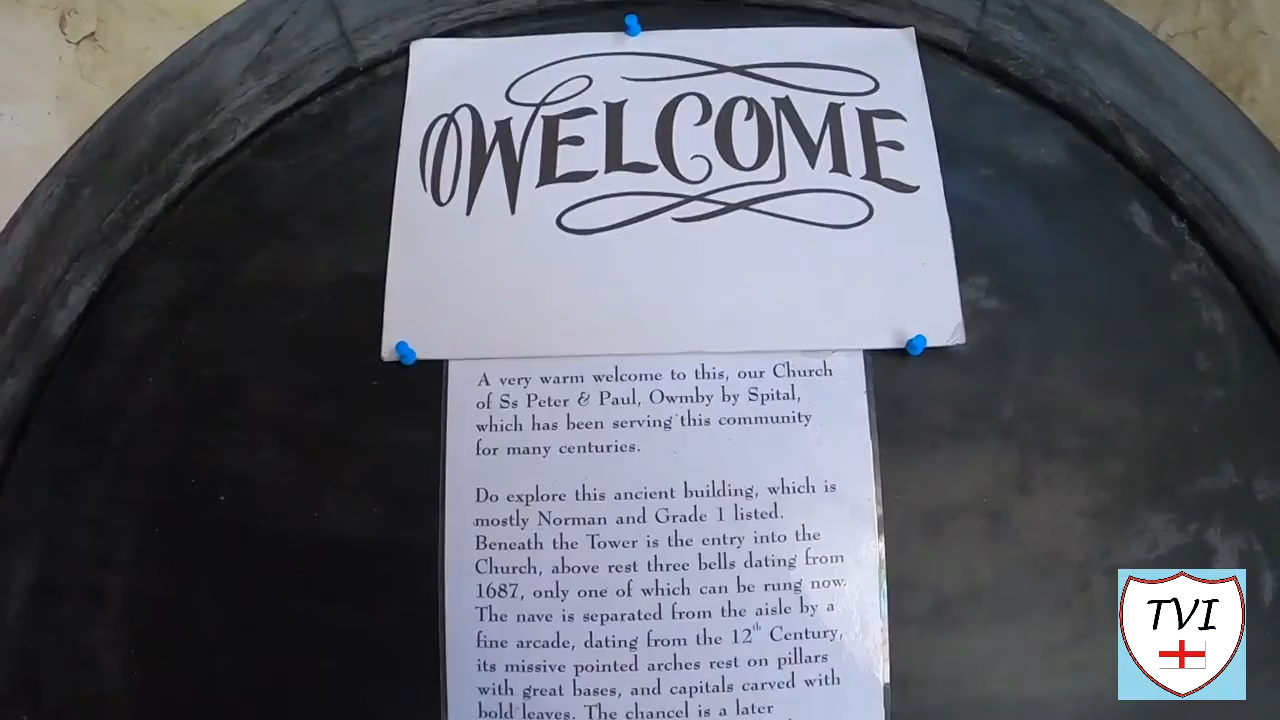 WELCOME
A very warm welcome to this, our Church
of Ss Peter & Paul, Owmby by Spital,
which has been serving this community
for many centuries.
Do explore this ancient building, which is
mostly Norman and Grade 1 listed.
Beneath the Tower is the entry into the
Church, above rest three bells dating from
1687, only one of which can be rung now.
The nave is separated from the aisle by a
fine arcade, dating from the 12th Century,
its missive pointed arches rest on pillars
with great bases, and capitals carved with
bold leaves. The chancel is a later
TVI